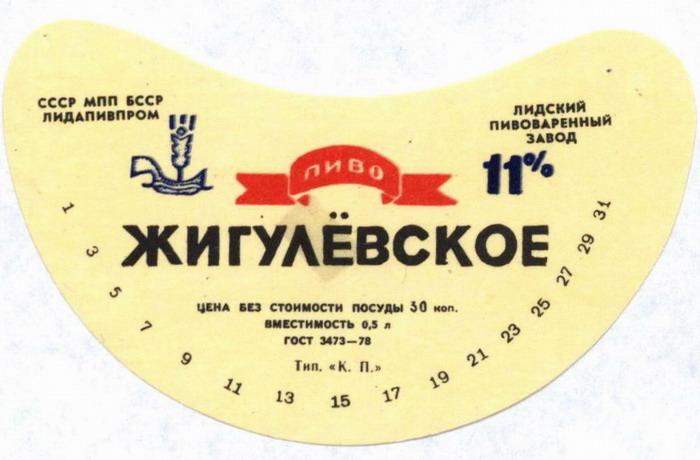 СССР МПП БССР
ЛИДАПИВПРОМ
ЛИДСКИЙ
ПИВОВАРЕННЫЙ
ЗАВОД
11%
ПИВО
ЖИГУЛЁВСКОЕ
ЦЕНА БЕЗ СТОИМОСТИ ПОСУДЫ 30 коп.
ВМЕСТИМОСТЬ 0,5 л
ГОСТ 3473—78
Тип. «К. П.»
1 3 5 7 9 11 13 15 17 19 21 23 25 27 29 31